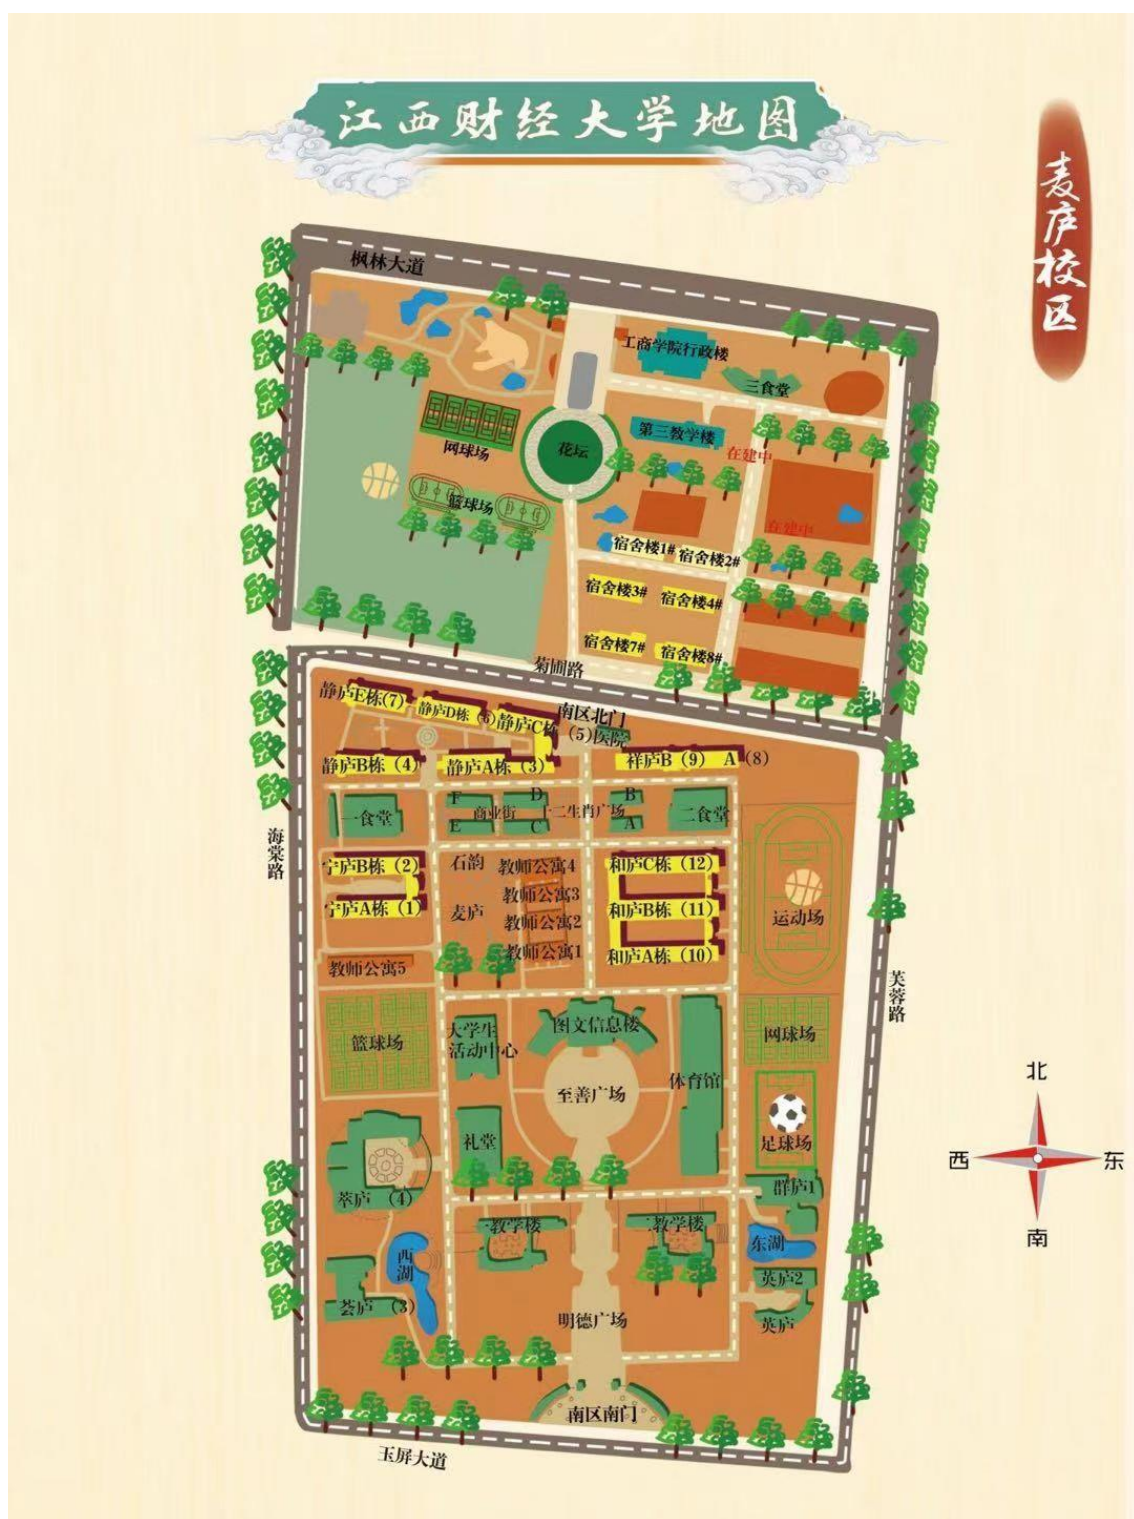 江西财经大学地图
麦庐校区
枫林大道
工商学院行政楼
三食堂
网球场
花坛
第三教学楼
在建中
篮球场
在建中
宿舍楼1#
宿舍楼2#
宿舍楼3#
宿舍楼4#
宿舍楼7#
宿舍楼8#
菊圃路
静庐E栋(7)
静庐D栋(6)
静庐C栋(5)
南区北门
医院
静庐B栋(4)
静庐A栋(3)
祥庐B(9) A(8)
一食堂
F
D
B
商业街
十二生肖广场
E
C
A
二食堂
海棠路
宁庐B栋(2)
石韵
教师公寓4
和庐C栋(12)
教师公寓3
宁庐A栋(1)
麦庐
教师公寓2
和庐B栋(11)
运动场
教师公寓1
和庐A栋(10)
教师公寓5
芙蓉路
篮球场
大学生
活动中心
图文信息楼
网球场
体育馆
至善广场
礼堂
足球场
萃庐(4)
群庐1
一教学楼
二教学楼
西湖
东湖
荟庐(3)
英庐2
明德广场
英庐
南区南门
玉屏大道
北
西
东
南